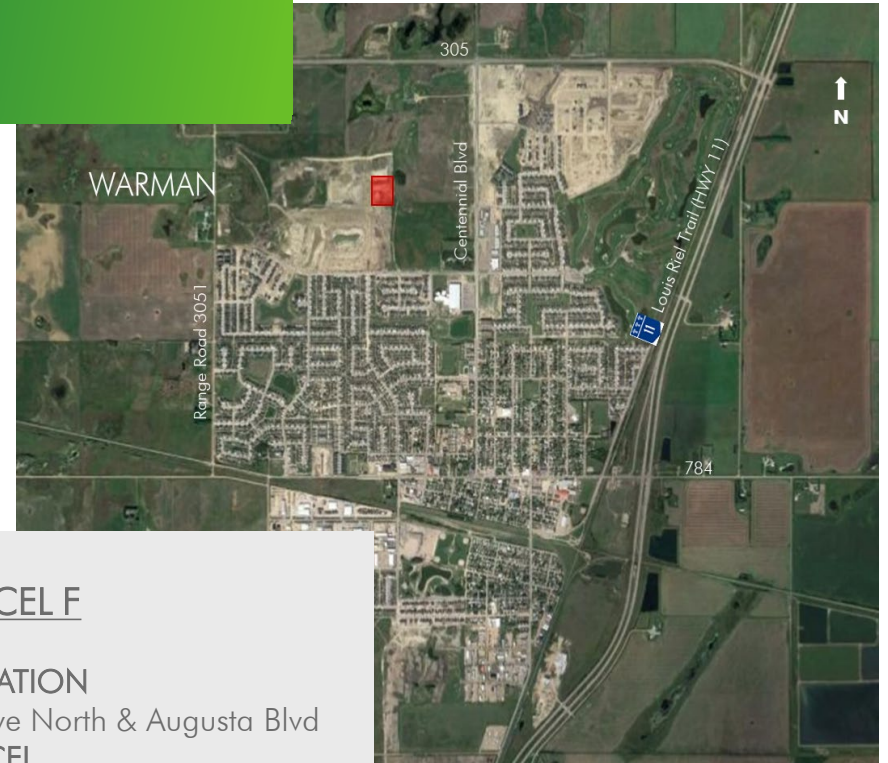 305
N
WARMAN
Centennial Blvd
Louis Riel Trail (HWY 11)
Range Road 3051
11
784
CEL F
ATION
ve North & Augusta Blvd
CEL